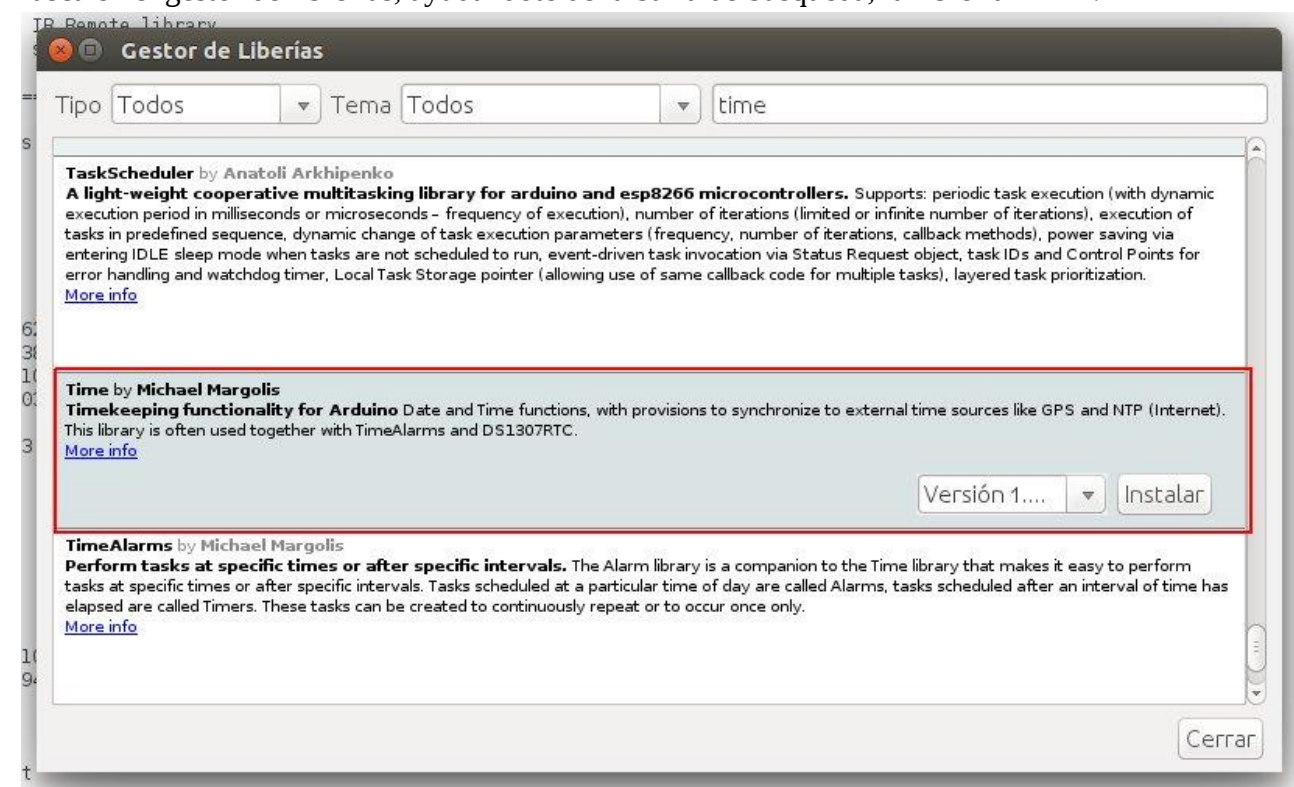 IR Remote library
Gestor de Liberías
Tipo Todos Tema Todos time
TaskScheduler by Anatoli Arkhipenko
A light-weight cooperative multitasking library for arduino and esp8266 microcontrollers. Supports: periodic task execution (with dynamic
execution period in milliseconds or microseconds – frequency of execution), number of iterations (limited or infinite number of iterations), execution of
tasks in predefined sequence, dynamic change of task execution parameters (frequency, number of iterations, callback methods), power saving via
entering IDLE sleep mode when tasks are not scheduled to run, event-driven task invocation via Status Request object, task IDs and Control Points for
error handling and watchdog timer, Local Task Storage pointer (allowing use of same callback code for multiple tasks), layered task prioritization.
More info
Time by Michael Margolis
Timekeeping functionality for Arduino Date and Time functions, with provisions to synchronize to external time sources like GPS and NTP (Internet).
This library is often used together with TimeAlarms and DS1307RTC.
More info
Versión 1.... Instalar
TimeAlarms by Michael Margolis
Perform tasks at specific times or after specific intervals. The Alarm library is a companion to the Time library that makes it easy to perform
tasks at specific times or after specific intervals. Tasks scheduled at a particular time of day are called Alarms, tasks scheduled after an interval of time has
elapsed are called Timers. These tasks can be created to continuously repeat or to occur once only.
More info
Cerrar